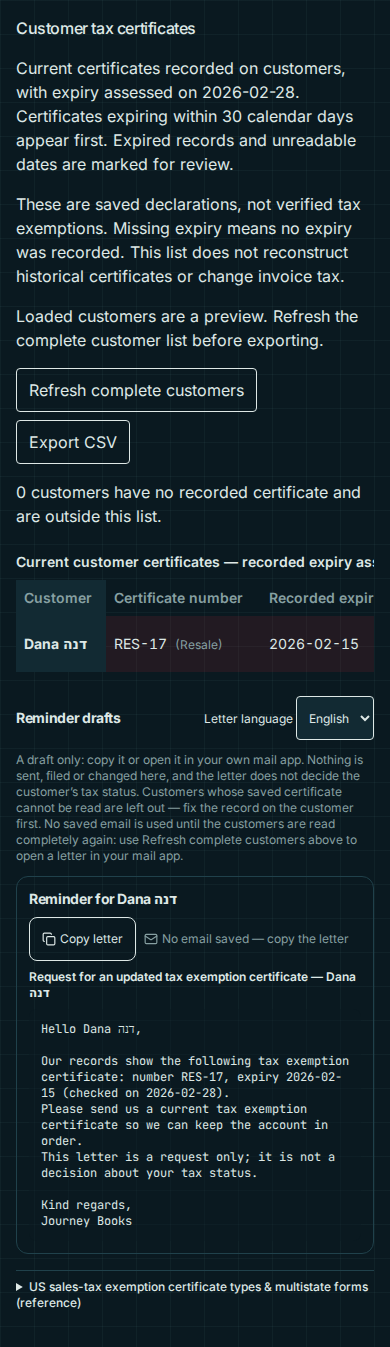 Customer tax certificates
Current certificates recorded on customers,
with expiry assessed on 2026-02-28.
Certificates expiring within 30 calendar days
appear first. Expired records and unreadable
dates are marked for review.
These are saved declarations, not verified tax
exemptions. Missing expiry means no expiry
was recorded. This list does not reconstruct
historical certificates or change invoice tax.
Loaded customers are a preview. Refresh the
complete customer list before exporting.
Refresh complete customers
Export CSV
0 customers have no recorded certificate and
are outside this list.
Current customer certificates — recorded expiry ass
Customer Certificate number Recorded expir
Dana דנה RES-17 (Resale) 2026-02-15
Reminder drafts Letter language English
A draft only: copy it or open it in your own mail app. Nothing is
sent, filed or changed here, and the letter does not decide the
customer's tax status. Customers whose saved certificate
cannot be read are left out — fix the record on the customer
first. No saved email is used until the customers are read
completely again: use Refresh complete customers above to
open a letter in your mail app.
Reminder for Dana דנה
Copy letter No email saved — copy the letter
Request for an updated tax exemption certificate — Dana
דנה
Hello Dana דנה,
Our records show the following tax exemption
certificate: number RES-17, expiry 2026-02-
15 (checked on 2026-02-28).
Please send us a current tax exemption
certificate so we can keep the account in
order.
This letter is a request only; it is not a
decision about your tax status.
Kind regards,
Journey Books
US sales-tax exemption certificate types & multistate forms
(reference)